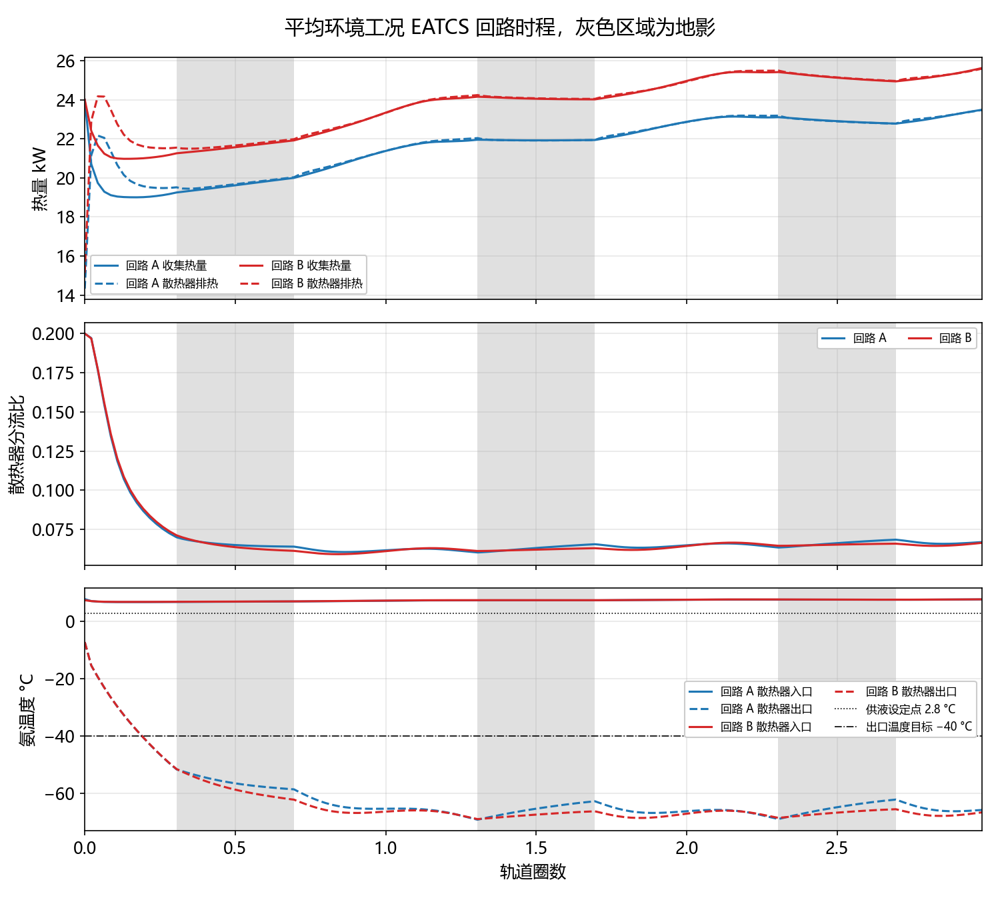 平均环境工况 EATCS 回路时程，灰色区域为地影
热量 kW
26
24
22
20
18
16
14
回路 A 收集热量
回路 A 散热器排热
回路 B 收集热量
回路 B 散热器排热
散热器分流比
0.200
0.175
0.150
0.125
0.100
0.075
回路 A
回路 B
氨温度 °C
0
−20
−40
−60
回路 A 散热器入口
回路 A 散热器出口
回路 B 散热器入口
回路 B 散热器出口
供液设定点 2.8 °C
出口温度目标 −40 °C
0.0
0.5
1.0
1.5
2.0
2.5
轨道圈数